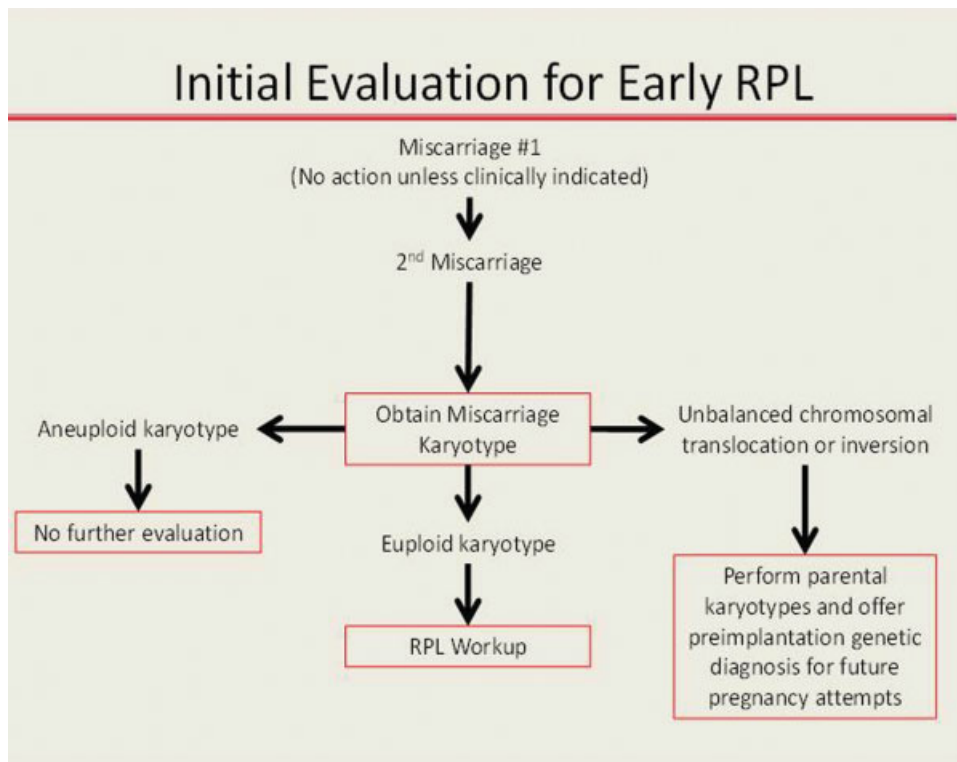 Initial Evaluation for Early RPL
Miscarriage #1
(No action unless clinically indicated)
2nd Miscarriage
Obtain Miscarriage
Karyotype
Aneuploid karyotype
No further evaluation
Euploid karyotype
RPL Workup
Unbalanced chromosomal
translocation or inversion
Perform parental
karyotypes and offer
preimplantation genetic
diagnosis for future
pregnancy attempts